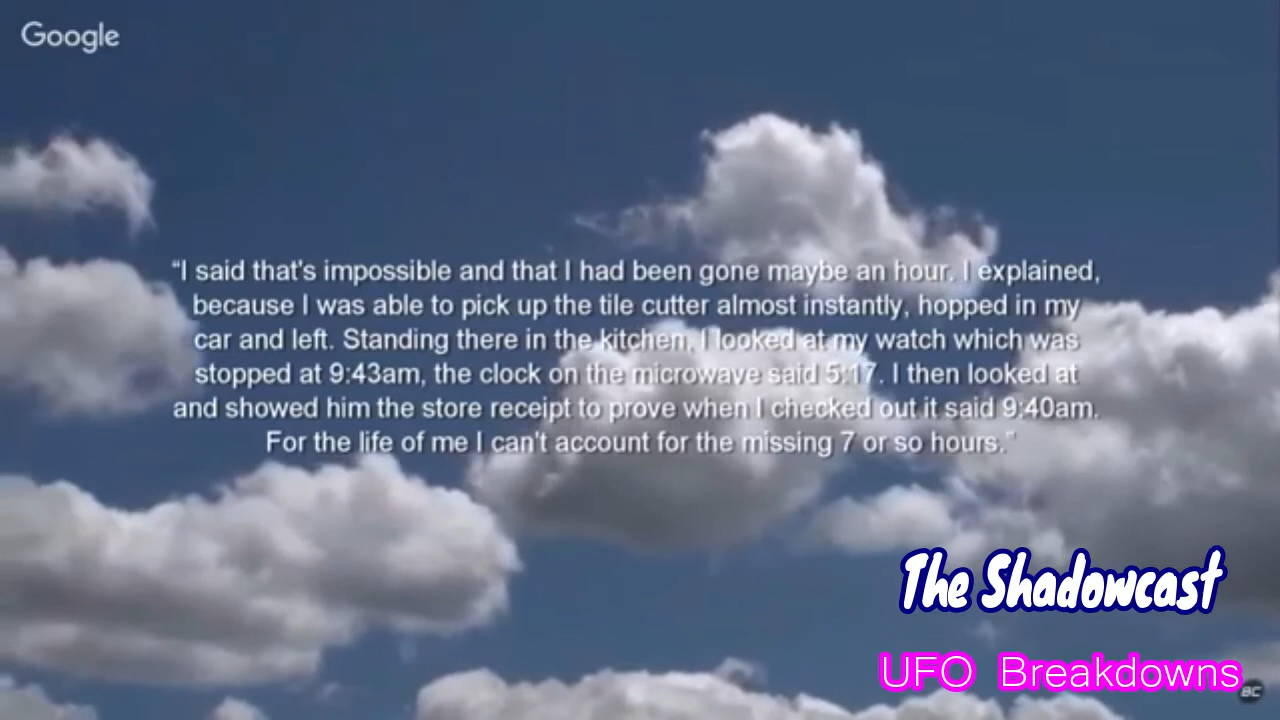 Google
“I said that's impossible and that I had been gone maybe an hour. I explained,
because I was able to pick up the tile cutter almost instantly, hopped in my
car and left. Standing there in the kitchen, I looked at my watch which was
stopped at 9:43am, the clock on the microwave said 5:17. I then looked at
and showed him the store receipt to prove when I checked out it said 9:40am.
For the life of me I can't account for the missing 7 or so hours.”
The Shadowcast
UFO Breakdowns
BC